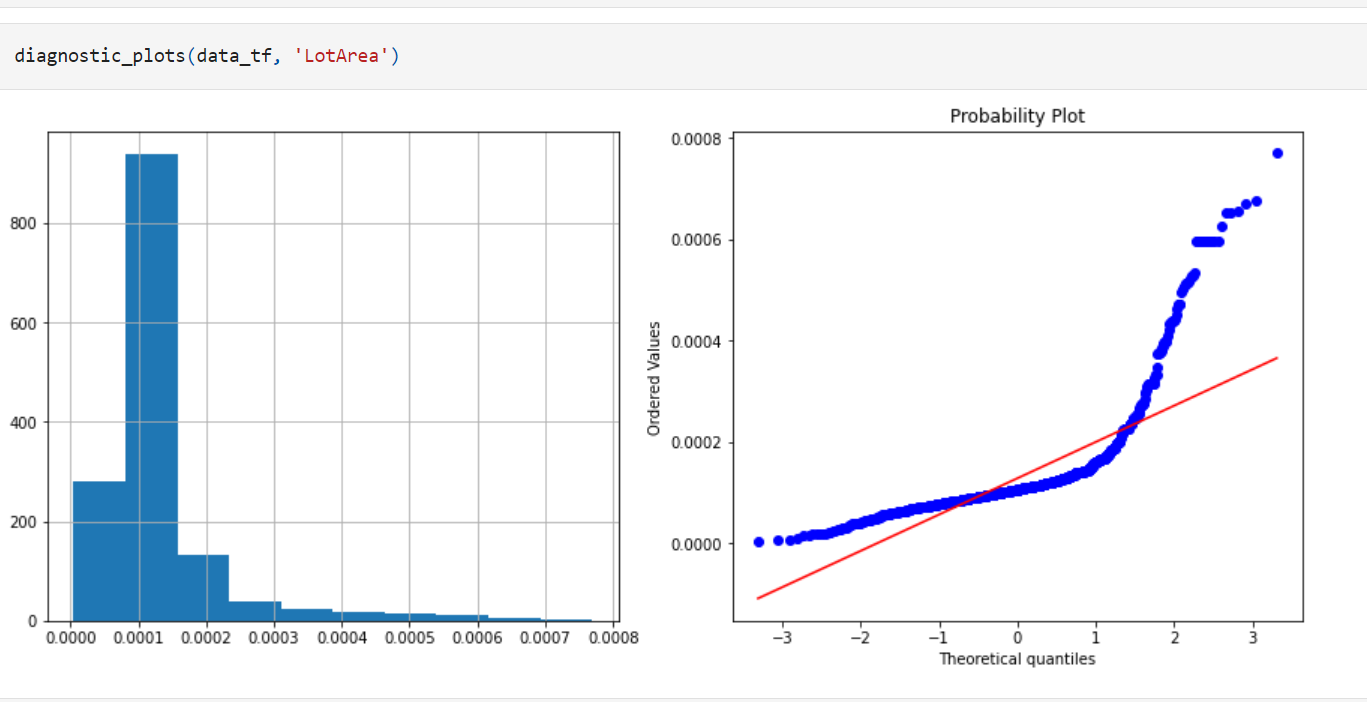 diagnostic_plots(data_tf, 'LotArea')
800
600
400
200
0
0.0000 0.0001 0.0002 0.0003 0.0004 0.0005 0.0006 0.0007 0.0008
Probability Plot
Ordered Values
0.0008
0.0006
0.0004
0.0002
0.0000
−3 −2 −1 0 1 2 3
Theoretical quantiles